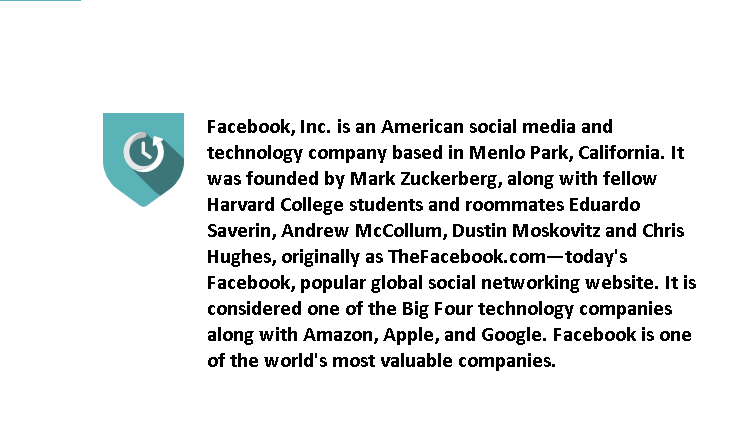 Facebook, Inc. is an American social media and
technology company based in Menlo Park, California. It
was founded by Mark Zuckerberg, along with fellow
Harvard College students and roommates Eduardo
Saverin, Andrew McCollum, Dustin Moskovitz and Chris
Hughes, originally as TheFacebook.com—today's
Facebook, popular global social networking website. It is
considered one of the Big Four technology companies
along with Amazon, Apple, and Google. Facebook is one
of the world's most valuable companies.